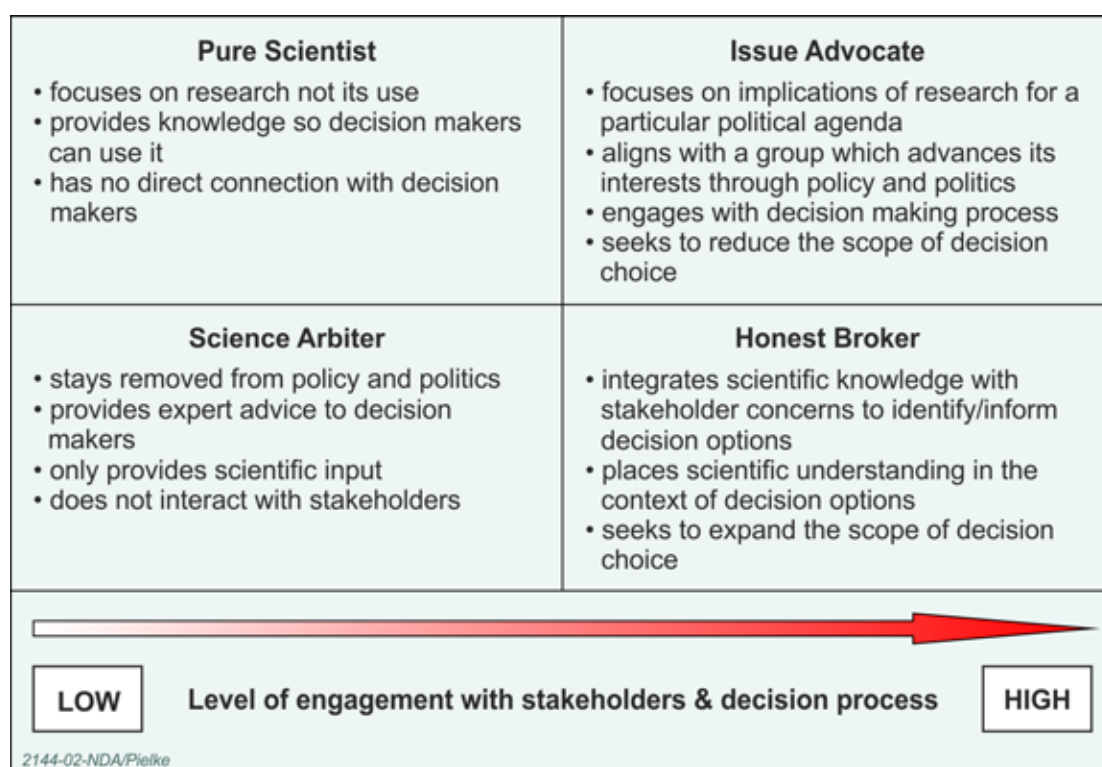 Pure Scientist
• focuses on research not its use
• provides knowledge so decision makers
can use it
• has no direct connection with decision
makers
Issue Advocate
• focuses on implications of research for a
particular political agenda
• aligns with a group which advances its
interests through policy and politics
• engages with decision making process
• seeks to reduce the scope of decision
choice
Science Arbiter
• stays removed from policy and politics
• provides expert advice to decision
makers
• only provides scientific input
• does not interact with stakeholders
Honest Broker
• integrates scientific knowledge with
stakeholder concerns to identify/inform
decision options
• places scientific understanding in the
context of decision options
• seeks to expand the scope of decision
choice
LOW
Level of engagement with stakeholders & decision process
HIGH
2144-02-NDA/Pielke